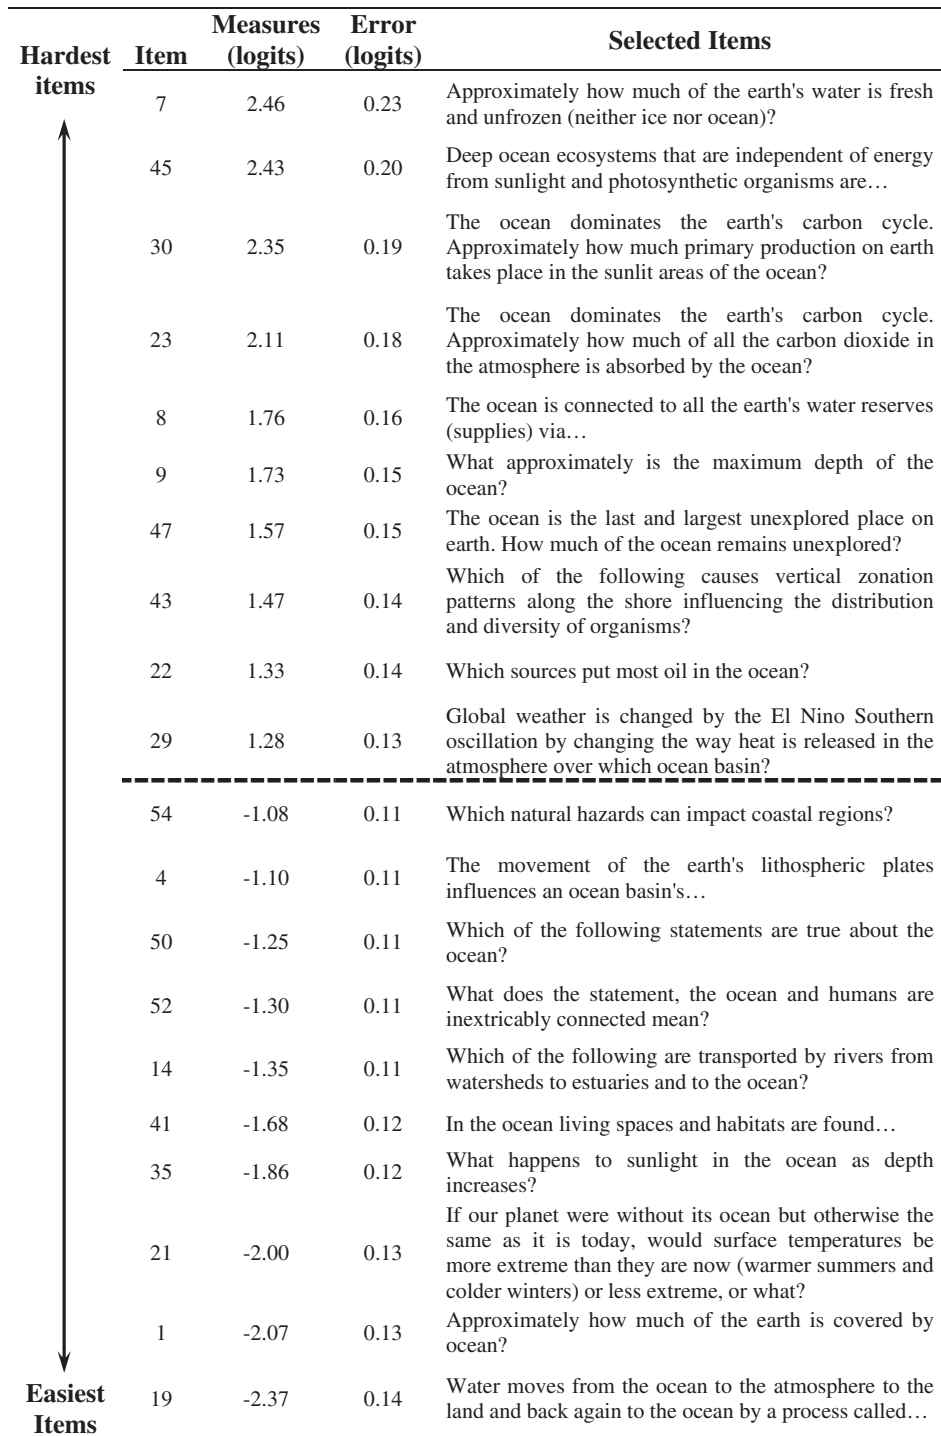 Hardest items
Item
Measures (logits)
Error (logits)
Selected Items
7 2.46 0.23 Approximately how much of the earth's water is fresh
and unfrozen (neither ice nor ocean)?
45 2.43 0.20 Deep ocean ecosystems that are independent of energy
from sunlight and photosynthetic organisms are…
30 2.35 0.19 The ocean dominates the earth's carbon cycle.
Approximately how much primary production on earth
takes place in the sunlit areas of the ocean?
23 2.11 0.18 The ocean dominates the earth's carbon cycle.
Approximately how much of all the carbon dioxide in
the atmosphere is absorbed by the ocean?
8 1.76 0.16 The ocean is connected to all the earth's water reserves
(supplies) via…
9 1.73 0.15 What approximately is the maximum depth of the
ocean?
47 1.57 0.15 The ocean is the last and largest unexplored place on
earth. How much of the ocean remains unexplored?
43 1.47 0.14 Which of the following causes vertical zonation
patterns along the shore influencing the distribution
and diversity of organisms?
22 1.33 0.14 Which sources put most oil in the ocean?
29 1.28 0.13 Global weather is changed by the El Nino Southern
oscillation by changing the way heat is released in the
atmosphere over which ocean basin?
54 -1.08 0.11 Which natural hazards can impact coastal regions?
4 -1.10 0.11 The movement of the earth's lithospheric plates
influences an ocean basin's…
50 -1.25 0.11 Which of the following statements are true about the
ocean?
52 -1.30 0.11 What does the statement, the ocean and humans are
inextricably connected mean?
14 -1.35 0.11 Which of the following are transported by rivers from
watersheds to estuaries and to the ocean?
41 -1.68 0.12 In the ocean living spaces and habitats are found…
35 -1.86 0.12 What happens to sunlight in the ocean as depth
increases?
21 -2.00 0.13 If our planet were without its ocean but otherwise the
same as it is today, would surface temperatures be
more extreme than they are now (warmer summers and
colder winters) or less extreme, or what?
1 -2.07 0.13 Approximately how much of the earth is covered by
ocean?
Easiest Items
19 -2.37 0.14 Water moves from the ocean to the atmosphere to the
land and back again to the ocean by a process called…